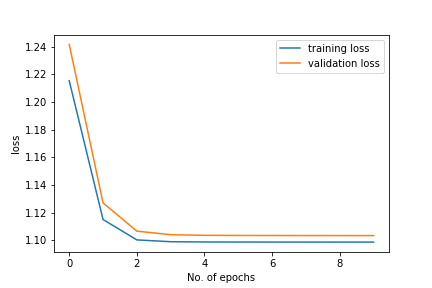 training loss
validation loss
1.24
1.22
1.20
1.18
1.16
1.14
1.12
1.10
loss
0 2 4 6 8
No. of epochs